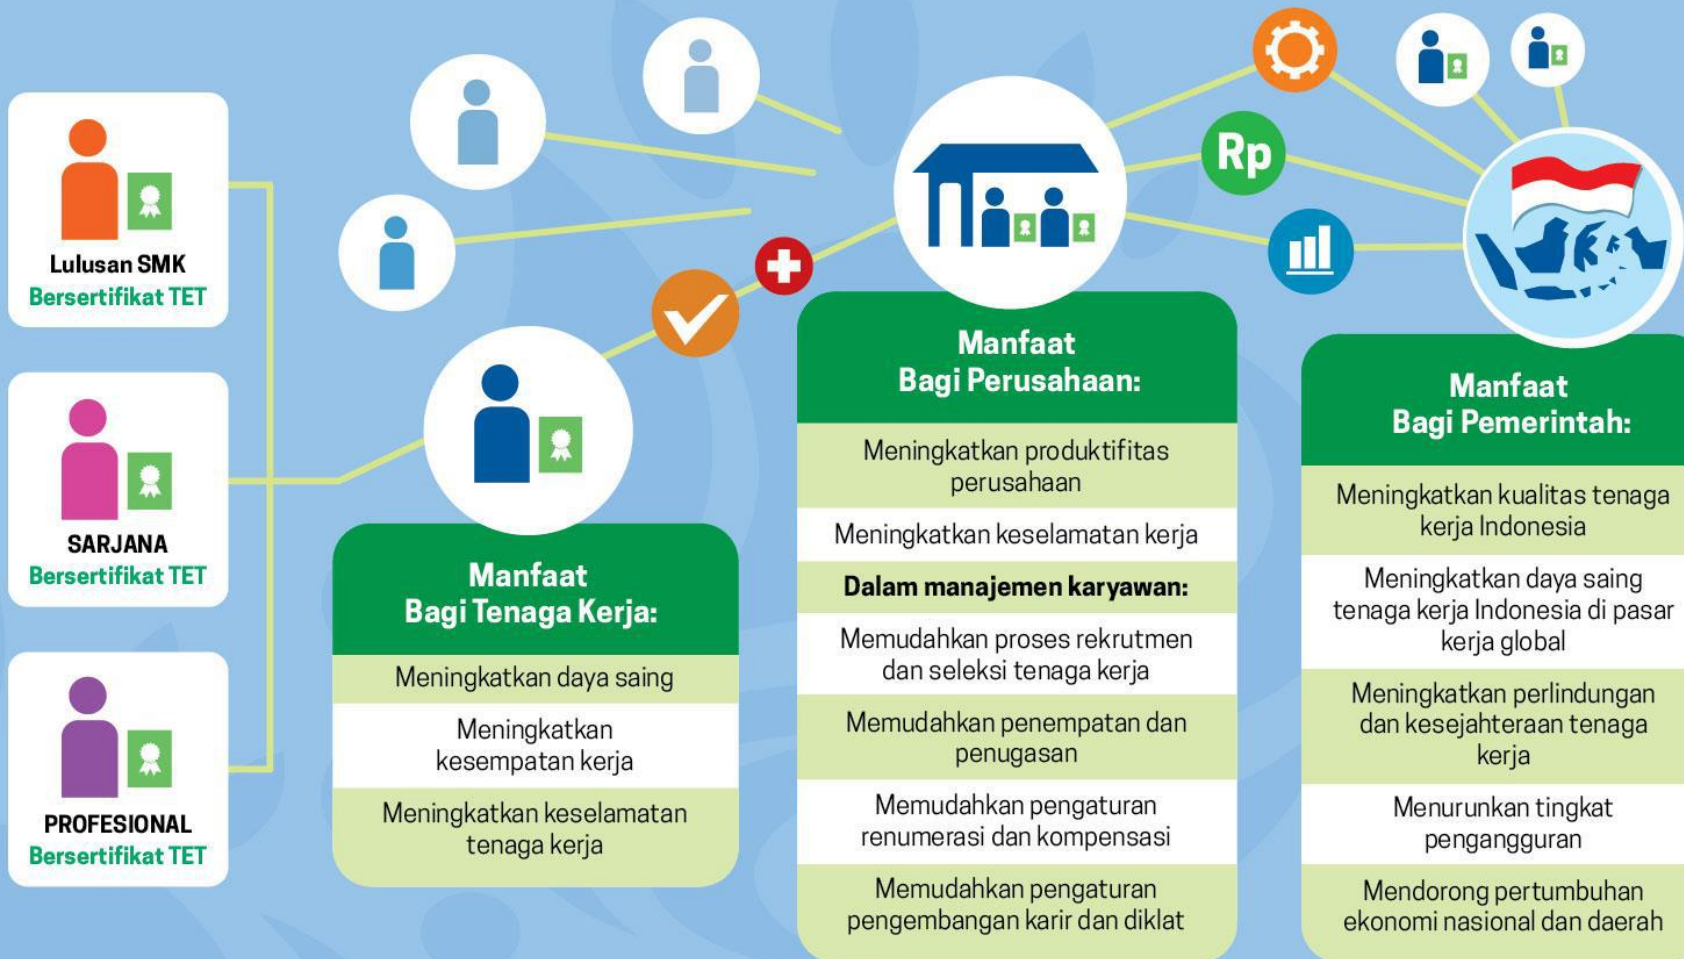 Lulusan SMK
Bersertifikat TET
SARJANA
Bersertifikat TET
PROFESIONAL
Bersertifikat TET
Manfaat
Bagi Tenaga Kerja:
Meningkatkan daya saing
Meningkatkan
kesempatan kerja
Meningkatkan keselamatan
tenaga kerja
Manfaat
Bagi Perusahaan:
Meningkatkan produktifitas
perusahaan
Meningkatkan keselamatan kerja
Dalam manajemen karyawan:
Memudahkan proses rekrutmen
dan seleksi tenaga kerja
Memudahkan penempatan dan
penugasan
Memudahkan pengaturan
renumerasi dan kompensasi
Memudahkan pengaturan
pengembangan karir dan diklat
Rp
Manfaat
Bagi Pemerintah:
Meningkatkan kualitas tenaga
kerja Indonesia
Meningkatkan daya saing
tenaga kerja Indonesia di pasar
kerja global
Meningkatkan perlindungan
dan kesejahteraan tenaga
kerja
Menurunkan tingkat
pengangguran
Mendorong pertumbuhan
ekonomi nasional dan daerah